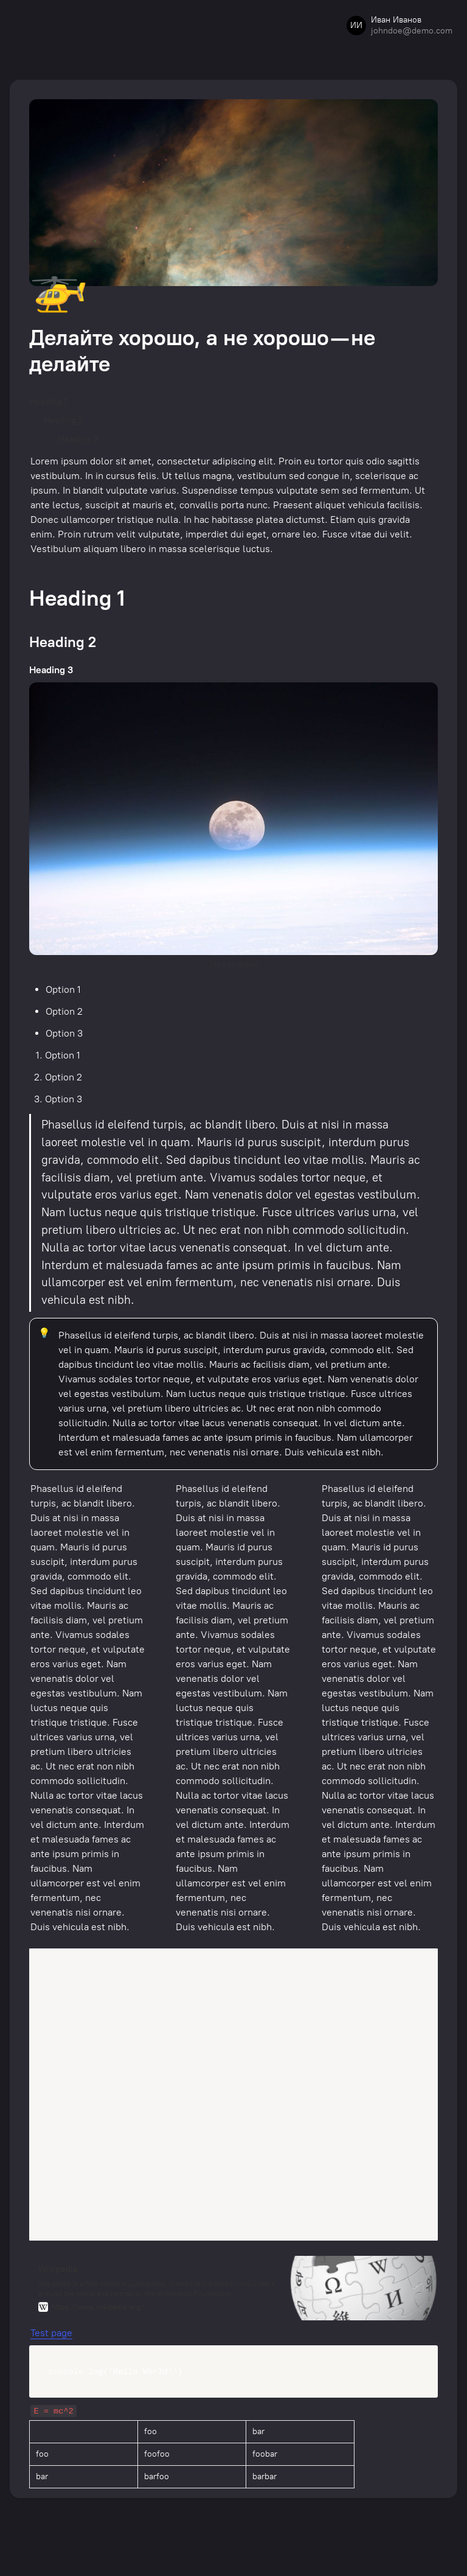 ИИ
Иван Иванов
johndoe@demo.com
Делайте хорошо, а не хорошо — не
делайте
Lorem ipsum dolor sit amet, consectetur adipiscing elit. Proin eu tortor quis odio sagittis
vestibulum. In in cursus felis. Ut tellus magna, vestibulum sed congue in, scelerisque ac
ipsum. In blandit vulputate varius. Suspendisse tempus vulputate sem sed fermentum. Ut
ante lectus, suscipit at mauris et, convallis porta nunc. Praesent aliquet vehicula facilisis.
Donec ullamcorper tristique nulla. In hac habitasse platea dictumst. Etiam quis gravida
enim. Proin rutrum velit vulputate, imperdiet dui eget, ornare leo. Fusce vitae dui velit.
Vestibulum aliquam libero in massa scelerisque luctus.
Heading 1
Heading 2
Heading 3
• Option 1
• Option 2
• Option 3
1. Option 1
2. Option 2
3. Option 3
Phasellus id eleifend turpis, ac blandit libero. Duis at nisi in massa
laoreet molestie vel in quam. Mauris id purus suscipit, interdum purus
gravida, commodo elit. Sed dapibus tincidunt leo vitae mollis. Mauris ac
facilisis diam, vel pretium ante. Vivamus sodales tortor neque, et
vulputate eros varius eget. Nam venenatis dolor vel egestas vestibulum.
Nam luctus neque quis tristique tristique. Fusce ultrices varius urna, vel
pretium libero ultricies ac. Ut nec erat non nibh commodo sollicitudin.
Nulla ac tortor vitae lacus venenatis consequat. In vel dictum ante.
Interdum et malesuada fames ac ante ipsum primis in faucibus. Nam
ullamcorper est vel enim fermentum, nec venenatis nisi ornare. Duis
vehicula est nibh.
Phasellus id eleifend turpis, ac blandit libero. Duis at nisi in massa laoreet molestie
vel in quam. Mauris id purus suscipit, interdum purus gravida, commodo elit. Sed
dapibus tincidunt leo vitae mollis. Mauris ac facilisis diam, vel pretium ante.
Vivamus sodales tortor neque, et vulputate eros varius eget. Nam venenatis dolor
vel egestas vestibulum. Nam luctus neque quis tristique tristique. Fusce ultrices
varius urna, vel pretium libero ultricies ac. Ut nec erat non nibh commodo
sollicitudin. Nulla ac tortor vitae lacus venenatis consequat. In vel dictum ante.
Interdum et malesuada fames ac ante ipsum primis in faucibus. Nam ullamcorper
est vel enim fermentum, nec venenatis nisi ornare. Duis vehicula est nibh.
Phasellus id eleifend
turpis, ac blandit libero.
Duis at nisi in massa
laoreet molestie vel in
quam. Mauris id purus
suscipit, interdum purus
gravida, commodo elit.
Sed dapibus tincidunt leo
vitae mollis. Mauris ac
facilisis diam, vel pretium
ante. Vivamus sodales
tortor neque, et vulputate
eros varius eget. Nam
venenatis dolor vel
egestas vestibulum. Nam
luctus neque quis
tristique tristique. Fusce
ultrices varius urna, vel
pretium libero ultricies
ac. Ut nec erat non nibh
commodo sollicitudin.
Nulla ac tortor vitae lacus
venenatis consequat. In
vel dictum ante. Interdum
et malesuada fames ac
ante ipsum primis in
faucibus. Nam
ullamcorper est vel enim
fermentum, nec
venenatis nisi ornare.
Duis vehicula est nibh.
Phasellus id eleifend
turpis, ac blandit libero.
Duis at nisi in massa
laoreet molestie vel in
quam. Mauris id purus
suscipit, interdum purus
gravida, commodo elit.
Sed dapibus tincidunt leo
vitae mollis. Mauris ac
facilisis diam, vel pretium
ante. Vivamus sodales
tortor neque, et vulputate
eros varius eget. Nam
venenatis dolor vel
egestas vestibulum. Nam
luctus neque quis
tristique tristique. Fusce
ultrices varius urna, vel
pretium libero ultricies
ac. Ut nec erat non nibh
commodo sollicitudin.
Nulla ac tortor vitae lacus
venenatis consequat. In
vel dictum ante. Interdum
et malesuada fames ac
ante ipsum primis in
faucibus. Nam
ullamcorper est vel enim
fermentum, nec
venenatis nisi ornare.
Duis vehicula est nibh.
Phasellus id eleifend
turpis, ac blandit libero.
Duis at nisi in massa
laoreet molestie vel in
quam. Mauris id purus
suscipit, interdum purus
gravida, commodo elit.
Sed dapibus tincidunt leo
vitae mollis. Mauris ac
facilisis diam, vel pretium
ante. Vivamus sodales
tortor neque, et vulputate
eros varius eget. Nam
venenatis dolor vel
egestas vestibulum. Nam
luctus neque quis
tristique tristique. Fusce
ultrices varius urna, vel
pretium libero ultricies
ac. Ut nec erat non nibh
commodo sollicitudin.
Nulla ac tortor vitae lacus
venenatis consequat. In
vel dictum ante. Interdum
et malesuada fames ac
ante ipsum primis in
faucibus. Nam
ullamcorper est vel enim
fermentum, nec
venenatis nisi ornare.
Duis vehicula est nibh.
W
Ω W И 維
Test page
E = mc^2
foo bar
foo foofoo foobar
bar barfoo barbar